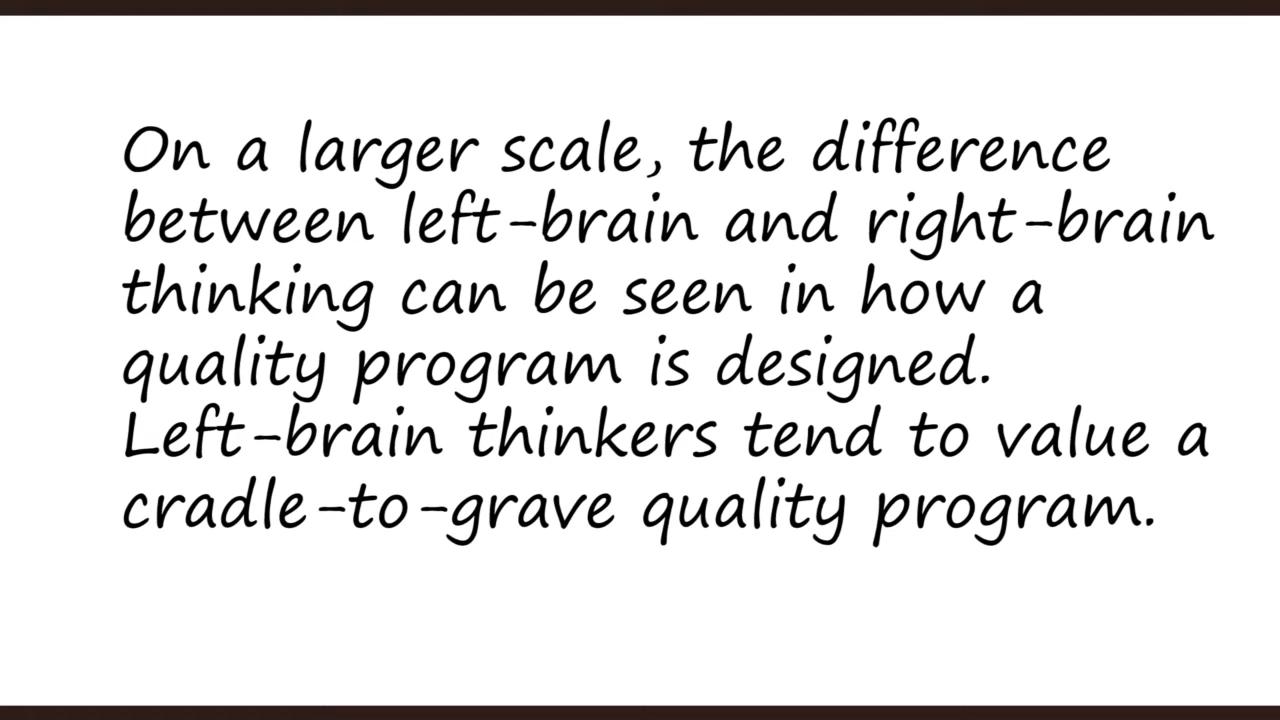 On a larger scale, the difference
between left-brain and right-brain
thinking can be seen in how a
quality program is designed.
Left-brain thinkers tend to value a
cradle-to-grave quality program.